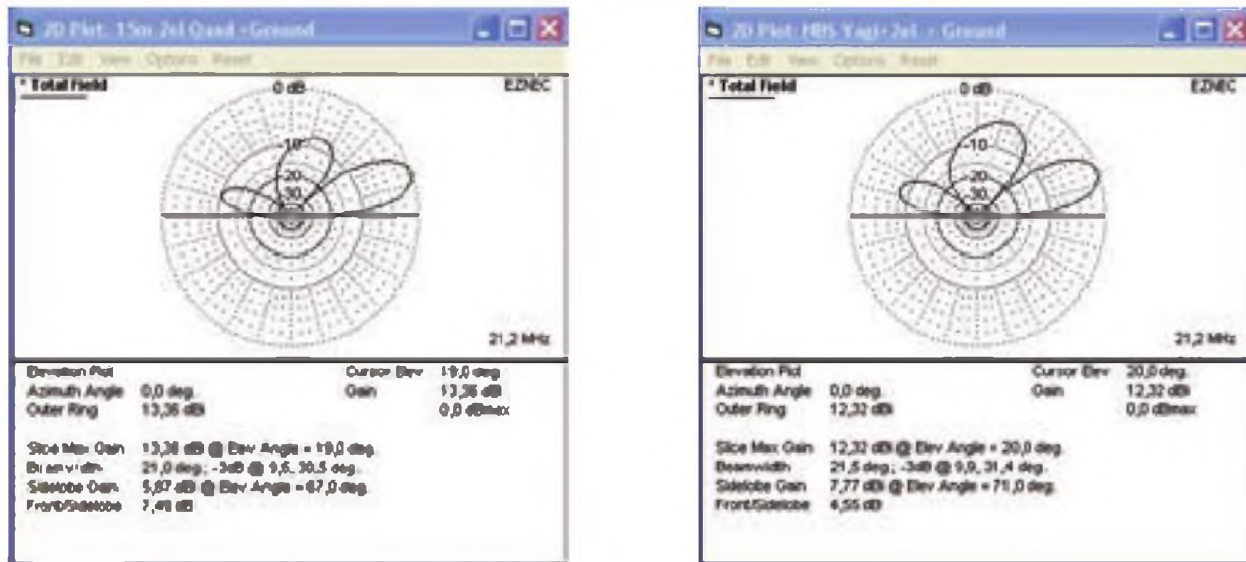 2D Plot: 15m 2el Quad +Ground
File Edit View Options Reset
* Total Field
0 dB
EZNEC
-10
-20
-30
21,2 MHz
Elevation Plot
Cursor Elev 19,0 deg.
Azimuth Angle 0,0 deg.
Gain 13,36 dBi
Outer Ring 13,36 dBi
0,0 dBmax
Slice Max Gain 13,36 dBi @ Elev Angle = 19,0 deg.
Beamwidth 21,0 deg.; -3dB @ 9,5, 30,5 deg.
Sidelobe Gain 5,87 dBi @ Elev Angle = 67,0 deg.
Front/Sidelobe 7,49 dB
2D Plot: Yagi+2el + Ground
File Edit View Options Reset
* Total Field
0 dB
EZNEC
-10
-20
-30
21,2 MHz
Elevation Plot
Cursor Elev 20,0 deg.
Azimuth Angle 0,0 deg.
Gain 12,32 dBi
Outer Ring 12,32 dBi
0,0 dBmax
Slice Max Gain 12,32 dBi @ Elev Angle = 20,0 deg.
Beamwidth 21,5 deg.; -3dB @ 9,9, 31,4 deg.
Sidelobe Gain 7,77 dBi @ Elev Angle = 71,0 deg.
Front/Sidelobe 4,55 dB